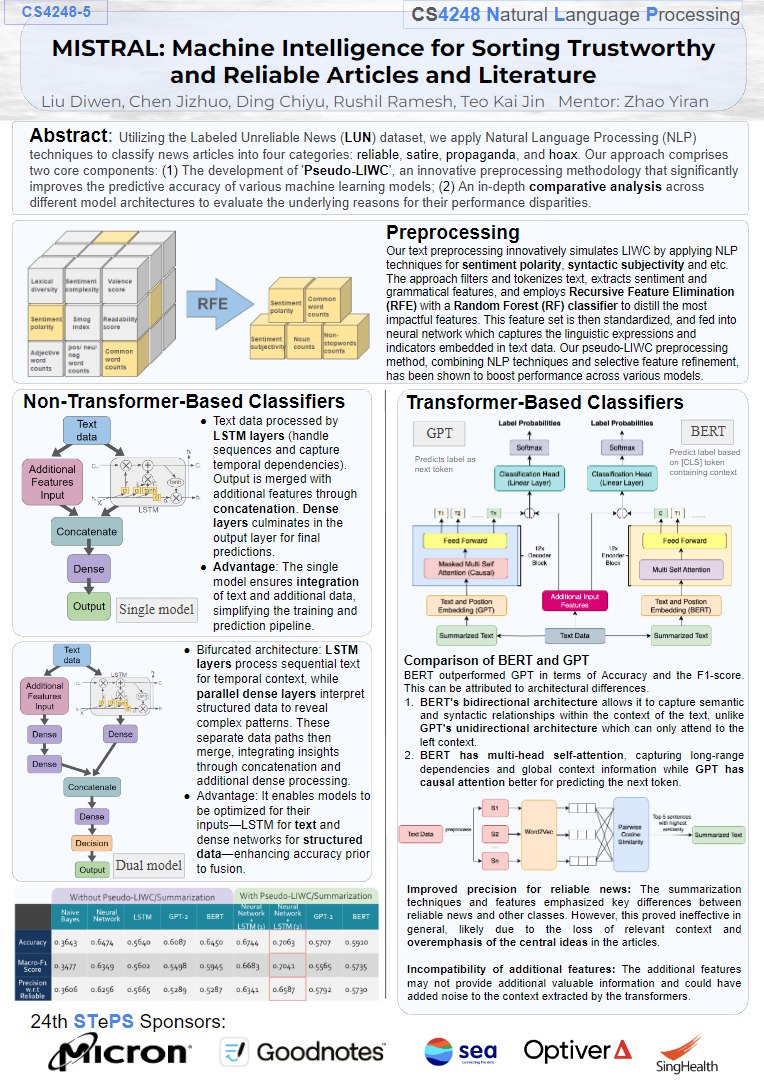 CS4248-5
CS4248 Natural Language Processing
MISTRAL: Machine Intelligence for Sorting Trustworthy
and Reliable Articles and Literature
Liu Diwen, Chen Jizhuo, Ding Chiyu, Rushil Ramesh, Teo Kai Jin Mentor: Zhao Yiran
Abstract: Utilizing the Labeled Unreliable News (LUN) dataset, we apply Natural Language Processing (NLP)
techniques to classify news articles into four categories: reliable, satire, propaganda, and hoax. Our approach comprises
two core components: (1) The development of 'Pseudo-LIWC', an innovative preprocessing methodology that significantly
improves the predictive accuracy of various machine learning models; (2) An in-depth comparative analysis across
different model architectures to evaluate the underlying reasons for their performance disparities.
Lexical diversity
Sentiment complexity
Valence score
Sentiment polarity
Smog index
Readability score
Adjective word counts
pos/ neu/ neg word counts
Common word counts
RFE
Sentiment polarity
Common word counts
Sentiment subjectivity
Noun counts
Non-stopwords counts
Preprocessing
Our text preprocessing innovatively simulates LIWC by applying NLP
techniques for sentiment polarity, syntactic subjectivity and etc.
The approach filters and tokenizes text, extracts sentiment and
grammatical features, and employs Recursive Feature Elimination
(RFE) with a Random Forest (RF) classifier to distill the most
impactful features. This feature set is then standardized, and fed into
neural network which captures the linguistic expressions and
indicators embedded in text data. Our pseudo-LIWC preprocessing
method, combining NLP techniques and selective feature refinement,
has been shown to boost performance across various models.
Non-Transformer-Based Classifiers
Text data
Additional Features Input
LSTM
Concatenate
Dense
Output
Single model
• Text data processed by
LSTM layers (handle
sequences and capture
temporal dependencies).
Output is merged with
additional features through
concatenation. Dense
layers culminates in the
output layer for final
predictions.
• Advantage: The single
model ensures integration
of text and additional data,
simplifying the training and
prediction pipeline.
Text data
Additional Features Input
LSTM
Dense
Dense
Dense
Concatenate
Dense
Decision
Output
Dual model
• Bifurcated architecture: LSTM
layers process sequential text
for temporal context, while
parallel dense layers interpret
structured data to reveal
complex patterns. These
separate data paths then
merge, integrating insights
through concatenation and
additional dense processing.
• Advantage: It enables models to
be optimized for their
inputs—LSTM for text and
dense networks for structured
data—enhancing accuracy prior
to fusion.
Without Pseudo-LIWC/Summarization With Pseudo-LIWC/Summarization
Naive Bayes Neural Network LSTM GPT-2 BERT Neural Network + LSTM (1) Neural Network + LSTM (2) GPT-2 BERT
Accuracy 0.3643 0.6474 0.5640 0.6087 0.6450 0.6744 0.7063 0.5707 0.5910
Macro-F1 Score 0.3477 0.6349 0.5602 0.5498 0.5945 0.6683 0.7041 0.5565 0.5735
Precision w.r.t Reliable 0.3606 0.6256 0.5665 0.5289 0.5287 0.6341 0.6587 0.5792 0.5730
Transformer-Based Classifiers
GPT
Predicts label as
next token
BERT
Predict label based
on [CLS] token
containing context
Label Probabilities Label Probabilities
Softmax Softmax
Classification Head (Linear Layer) Classification Head (Linear Layer)
T1 T2 ...... Tn C T1 ......
Feed Forward Feed Forward
Masked Multi Self Attention (Causal)
12x Decoder Block
12x Encoder Block
Multi Self Attention
Text and Postion Embedding (GPT)
Additional Input Features
Text and Postion Embedding (BERT)
Summarized Text Text Data Summarized Text
Comparison of BERT and GPT
BERT outperformed GPT in terms of Accuracy and the F1-score.
This can be attributed to architectural differences.
1. BERT's bidirectional architecture allows it to capture semantic
and syntactic relationships within the context of the text, unlike
GPT's unidirectional architecture which can only attend to the
left context.
2. BERT has multi-head self-attention, capturing long-range
dependencies and global context information while GPT has
causal attention better for predicting the next token.
Text Data
preprocess
S1
S2
...
Sn
Word2Vec
Pairwise Cosine Similarity
Top 5 sentences with highest similarity
Summarized Text
Improved precision for reliable news: The summarization
techniques and features emphasized key differences between
reliable news and other classes. However, this proved ineffective in
general, likely due to the loss of relevant context and
overemphasis of the central ideas in the articles.
Incompatibility of additional features: The additional features
may not provide additional valuable information and could have
added noise to the context extracted by the transformers.
24th STePS Sponsors:
Micron
Goodnotes
sea
connecting the dots
Optiver
SingHealth